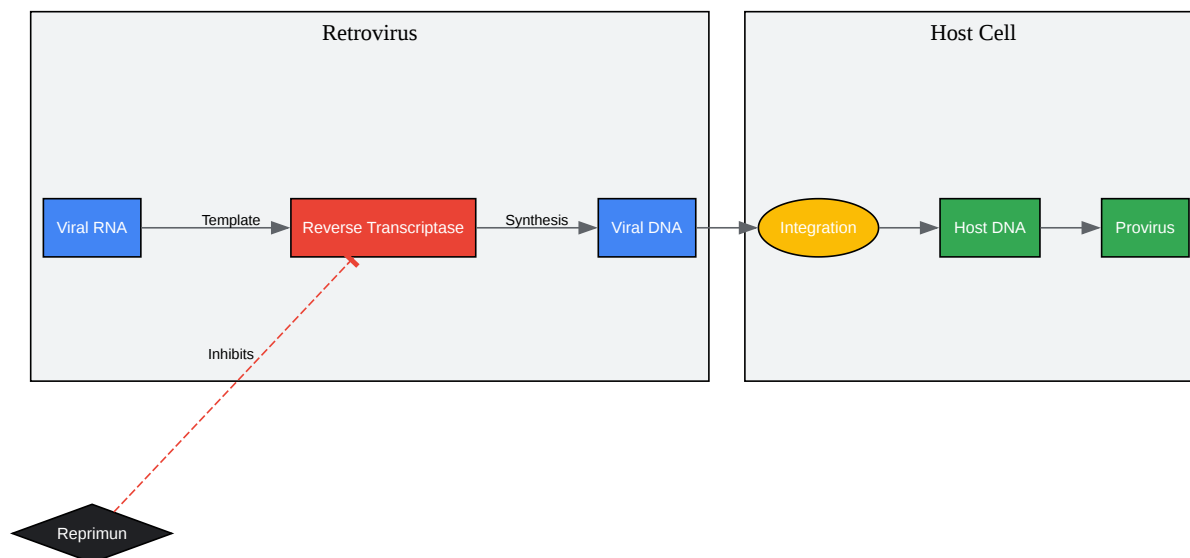 Retrovirus
Host Cell
Viral RNA
Template
Reverse Transcriptase
Synthesis
Viral DNA
Integration
Host DNA
Provirus
Inhibits
Reprimun